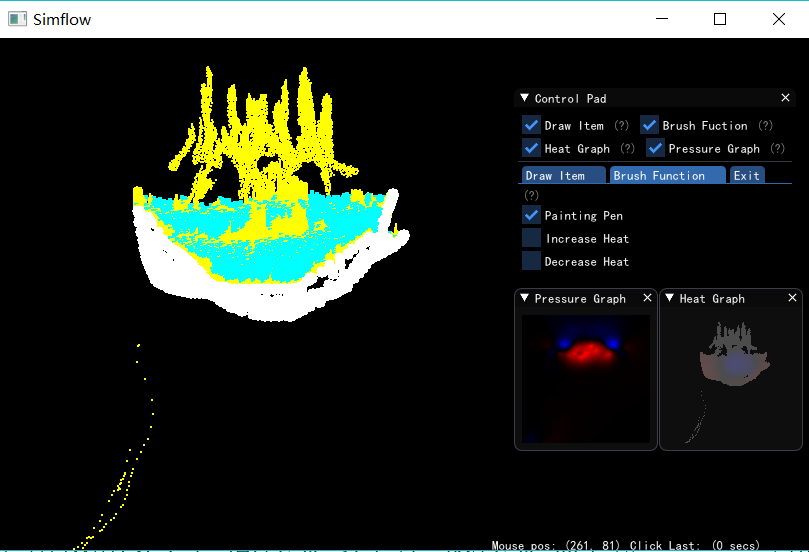 Simflow
Control Pad
Draw Item (?) Brush Fuction (?)
Heat Graph (?) Pressure Graph (?)
Draw Item Brush Function Exit
(?)
Painting Pen
Increase Heat
Decrease Heat
Pressure Graph Heat Graph
Mouse pos: (261, 81) Click Last: (0 secs)